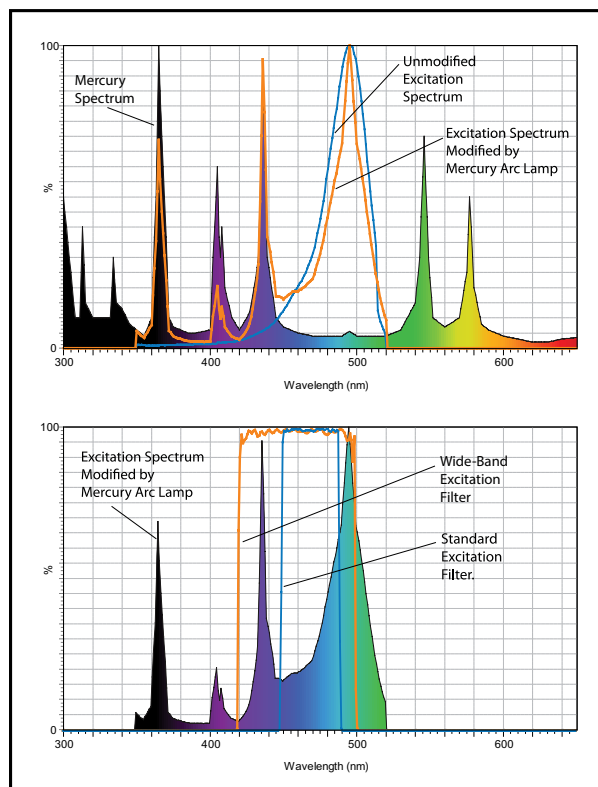 100
Mercury
Spectrum
Unmodified
Excitation
Spectrum
Excitation Spectrum
Modified by
Mercury Arc Lamp
%
0
300
400
500
600
Wavelength (nm)
100
Excitation Spectrum
Modified by
Mercury Arc Lamp
Wide-Band
Excitation
Filter
Standard
Excitation
Filter.
%
0
300
400
500
600
Wavelength (nm)